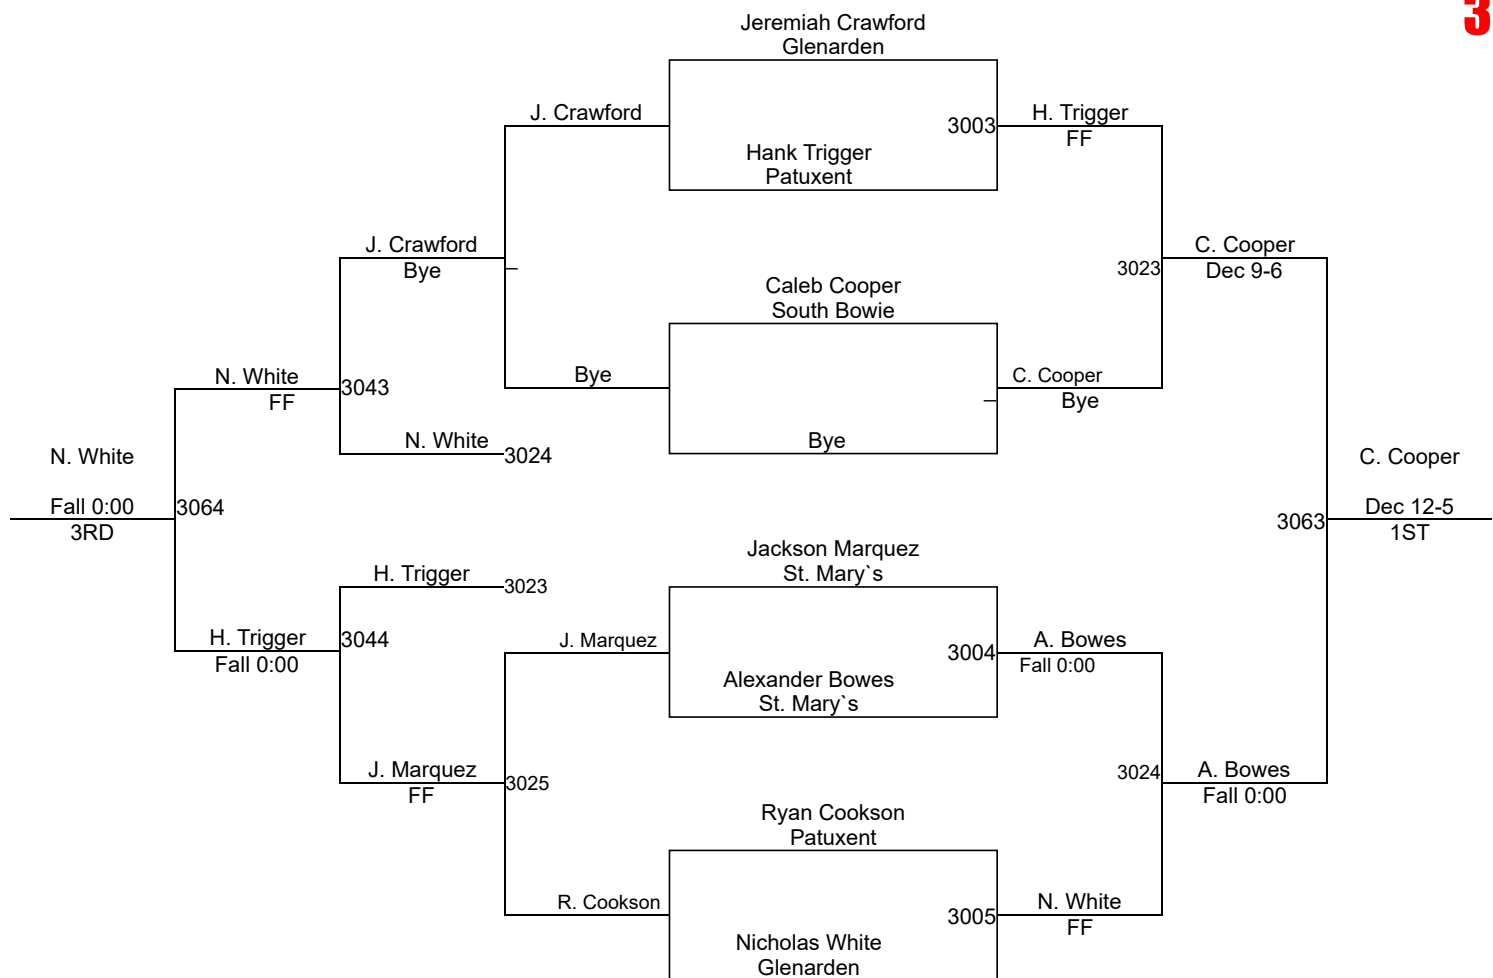 3
Jeremiah Crawford
Glenarden
J. Crawford
3003
H. Trigger
FF
Hank Trigger
Patuxent
J. Crawford
Bye
3023
C. Cooper
Dec 9-6
Caleb Cooper
South Bowie
N. White
FF
3043
Bye
C. Cooper
Bye
Bye
N. White
3024
N. White
Fall 0:00
3RD
3064
C. Cooper
Dec 12-5
1ST
3063
Jackson Marquez
St. Mary`s
H. Trigger
3023
H. Trigger
Fall 0:00
3044
J. Marquez
3004
A. Bowes
Fall 0:00
Alexander Bowes
St. Mary`s
J. Marquez
FF
3025
3024
A. Bowes
Fall 0:00
Ryan Cookson
Patuxent
R. Cookson
3005
N. White
FF
Nicholas White
Glenarden